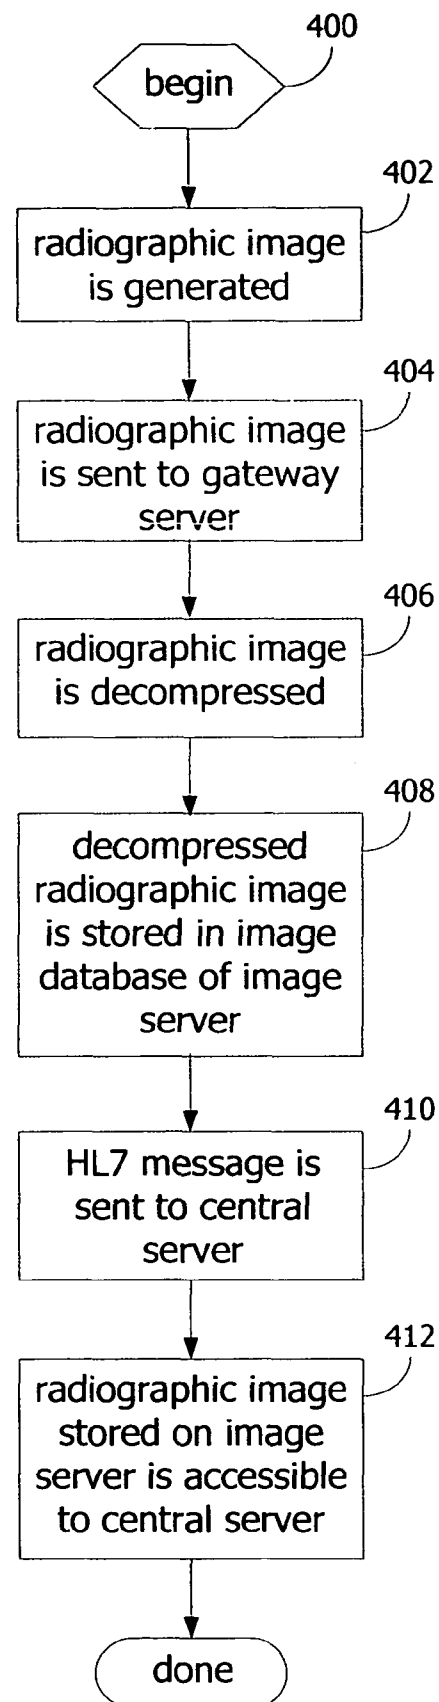 400
begin
402
radiographic image
is generated
404
radiographic image
is sent to gateway
server
406
radiographic image
is decompressed
408
decompressed
radiographic image
is stored in image
database of image
server
410
HL7 message is
sent to central
server
412
radiographic image
stored on image
server is accessible
to central server
done